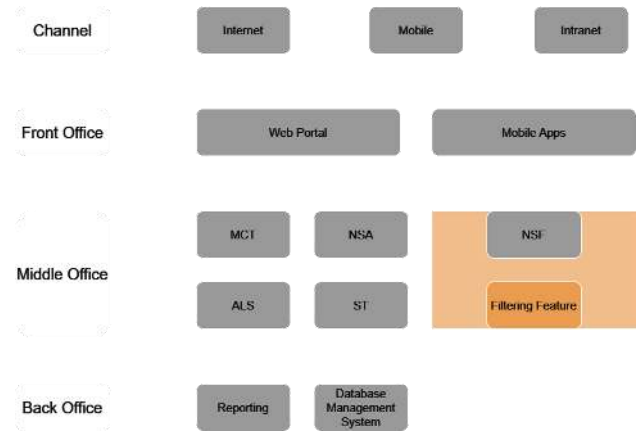 Channel
Internet
Mobile
Intranet
Front Office
Web Portal
Mobile Apps
Middle Office
MCT
NSA
NSF
ALS
ST
Filtering Feature
Back Office
Reporting
Database
Management
System